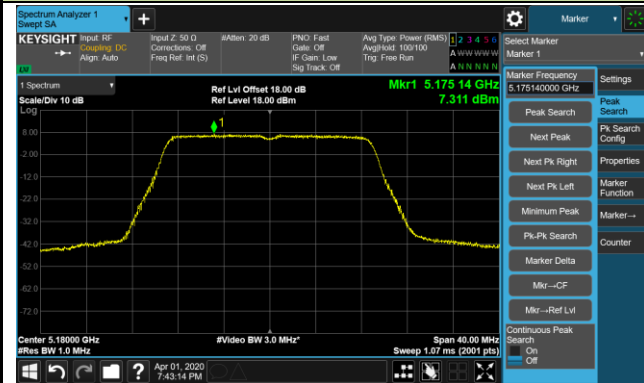 Spectrum Analyzer 1
Swept SA
Marker
KEYSIGHT
Input: RF
Coupling: DC
Align: Auto
Input Z: 50 Ω
Corrections: Off
Freq Ref: Int (S)
#Atten: 20 dB
PNO: Fast
Gate: Off
IF Gain: Low
Sig Track: Off
Avg Type: Power (RMS)
Avg|Hold: 100/100
Trig: Free Run
1 2 3 4 5 6
A W W W W W
A N N N N N
Select Marker
Marker 1
1 Spectrum
Scale/Div 10 dB
Log
Ref Lvl Offset 18.00 dB
Ref Level 18.00 dBm
Mkr1 5.175 14 GHz
7.311 dBm
1
8.00
-2.00
-12.0
-22.0
-32.0
-42.0
-52.0
-62.0
-72.0
Center 5.18000 GHz
#Res BW 1.0 MHz
#Video BW 3.0 MHz*
Span 40.00 MHz
Sweep 1.07 ms (2001 pts)
Marker Frequency
5.175140000 GHz
Peak Search
Next Peak
Next Pk Right
Next Pk Left
Minimum Peak
Pk-Pk Search
Marker Delta
Mkr→CF
Mkr→Ref Lvl
Continuous Peak
Search
On
Off
Settings
Peak
Search
Pk Search
Config
Properties
Marker
Function
Marker→
Counter
?
Apr 01, 2020
7:43:14 PM